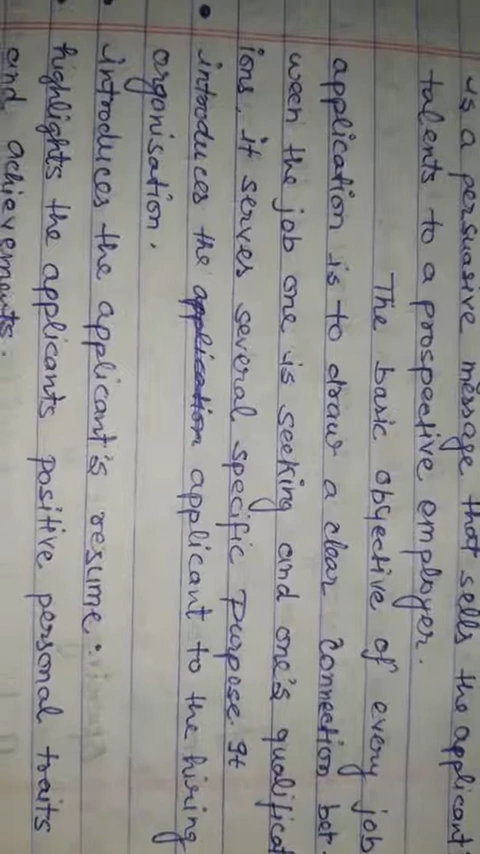 is a persuasive message that sells the applicant's
talents to a prospective employer.
The basic objective of every job
application is to draw a clear connection bet-
ween the job one is seeking and one's qualificat
ions. it serves several specific purpose. It
• introduces the application applicant to the hiring
organisation.
• introduces the applicant's resume.
• highlights the applicants positive personal traits
and achievements.